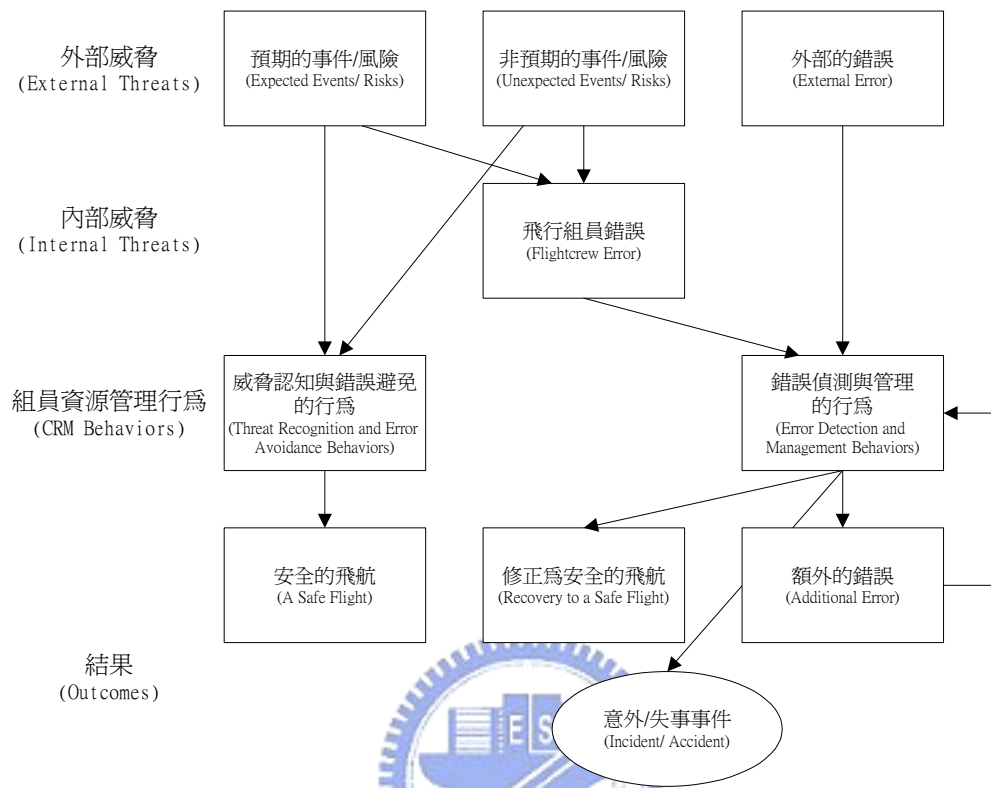 外部威脅
(External Threats)
預期的事件/風險
(Expected Events/ Risks)
非預期的事件/風險
(Unexpected Events/ Risks)
外部的錯誤
(External Error)
內部威脅
(Internal Threats)
飛行組員錯誤
(Flightcrew Error)
組員資源管理行為
(CRM Behaviors)
威脅認知與錯誤避免
的行為
(Threat Recognition and Error
Avoidance Behaviors)
錯誤偵測與管理
的行為
(Error Detection and
Management Behaviors)
安全的飛航
(A Safe Flight)
修正為安全的飛航
(Recovery to a Safe Flight)
額外的錯誤
(Additional Error)
結果
(Outcomes)
意外/失事事件
(Incident/ Accident)
E S